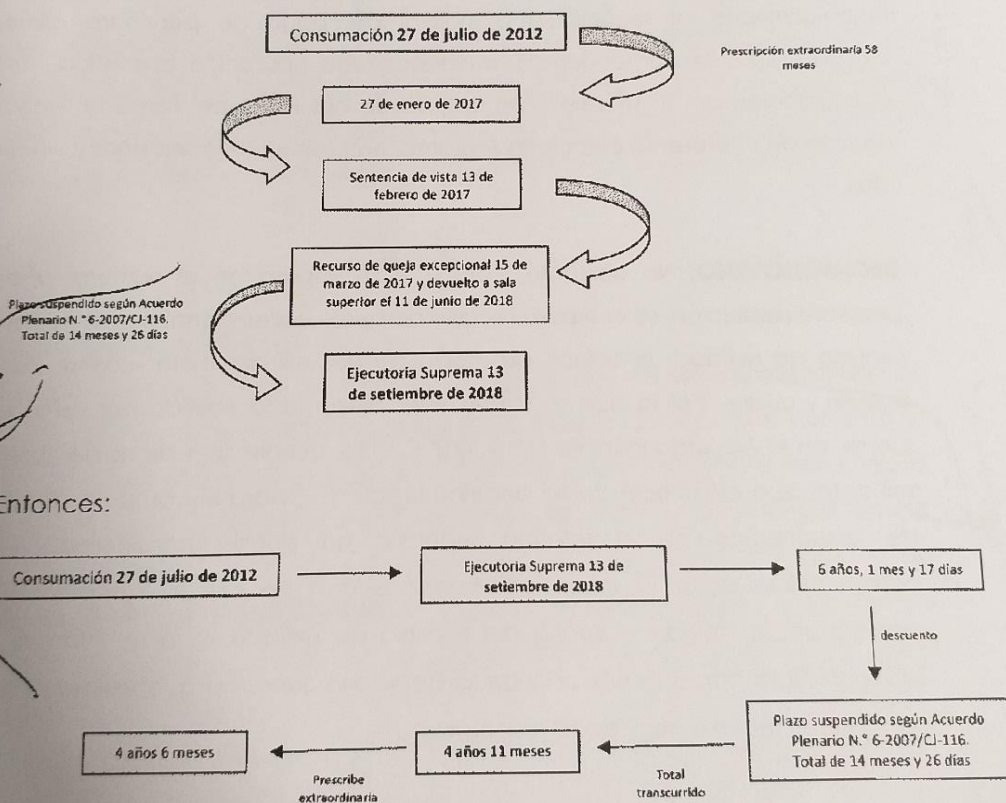 Consumación 27 de julio de 2012
Prescripción extraordinaria 58
meses
27 de enero de 2017
Sentencia de vista 13 de
febrero de 2017
Recurso de queja excepcional 15 de
marzo de 2017 y devuelto a sala
superior el 11 de junio de 2018
Plazo suspendido según Acuerdo
Plenario N.° 6-2007/CJ-116.
Total de 14 meses y 26 días
Ejecutoria Suprema 13
de setiembre de 2018
Entonces:
Consumación 27 de julio de 2012
Ejecutoria Suprema 13 de
setiembre de 2018
6 años, 1 mes y 17 días
descuento
Plazo suspendido según Acuerdo
Plenario N.° 6-2007/CJ-116.
Total de 14 meses y 26 días
Total
transcurrido
4 años 11 meses
Prescribe
extraordinaria
4 años 6 meses